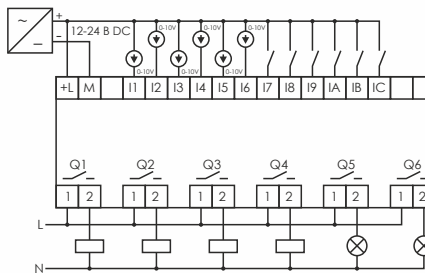 + 12-24 В DC
-
0-10V 0-10V 0-10V
0-10V 0-10V 0-10V
+L M I1 I2 I3 I4 I5 I6 I7 I8 I9 IA IB IC
Q1 Q2 Q3 Q4 Q5 Q6
1 2 1 2 1 2 1 2 1 2 1 2
L
N